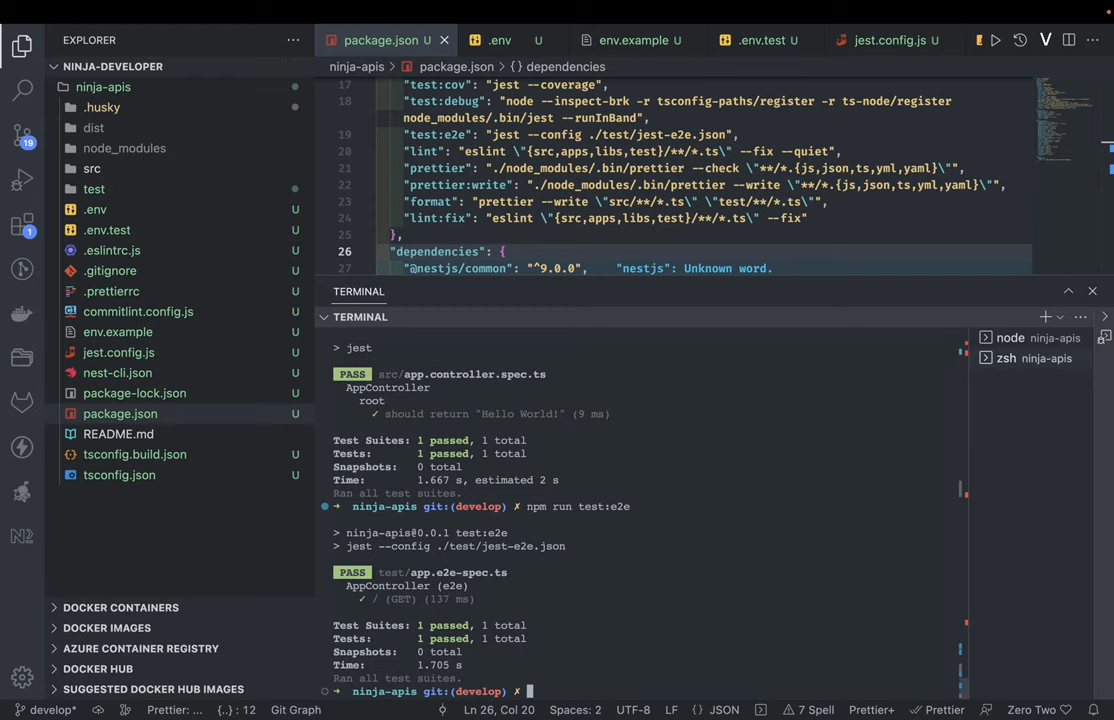 EXPLORER
NINJA-DEVELOPER
ninja-apis
.husky
dist
node_modules
src
test
.env U
.env.test U
.eslintrc.js U
.gitignore U
.prettierrc U
commitlint.config.js U
env.example U
jest.config.js U
nest-cli.json U
package-lock.json U
package.json U
README.md U
tsconfig.build.json U
tsconfig.json U
DOCKER CONTAINERS
DOCKER IMAGES
AZURE CONTAINER REGISTRY
DOCKER HUB
SUGGESTED DOCKER HUB IMAGES
19
1
package.json U
.env U
env.example U
.env.test U
jest.config.js U
ninja-apis > package.json > {} dependencies
17 "test:cov": "jest --coverage",
18 "test:debug": "node --inspect-brk -r tsconfig-paths/register -r ts-node/register
node_modules/.bin/jest --runInBand",
19 "test:e2e": "jest --config ./test/jest-e2e.json",
20 "lint": "eslint \"{src,apps,libs,test}/**/*.ts\" --fix --quiet",
21 "prettier": "./node_modules/.bin/prettier --check \"**/*.{js,json,ts,yml,yaml}\"",
22 "prettier:write": "./node_modules/.bin/prettier --write \"**/*.{js,json,ts,yml,yaml}\"",
23 "format": "prettier --write \"src/**/*.ts\" \"test/**/*.ts\"",
24 "lint:fix": "eslint \"{src,apps,libs,test}/**/*.ts\" --fix"
25 },
26 "dependencies": {
27 "@nestjs/common": "^9.0.0", "nestjs": Unknown word.
TERMINAL
TERMINAL
> jest
PASS src/app.controller.spec.ts
AppController
root
✓ should return "Hello World!" (9 ms)
Test Suites: 1 passed, 1 total
Tests: 1 passed, 1 total
Snapshots: 0 total
Time: 1.667 s, estimated 2 s
Ran all test suites.
➜ ninja-apis git:(develop) ✗ npm run test:e2e
> ninja-apis@0.0.1 test:e2e
> jest --config ./test/jest-e2e.json
PASS test/app.e2e-spec.ts
AppController (e2e)
✓ / (GET) (137 ms)
Test Suites: 1 passed, 1 total
Tests: 1 passed, 1 total
Snapshots: 0 total
Time: 1.705 s
Ran all test suites.
➜ ninja-apis git:(develop) ✗
node ninja-apis
zsh ninja-apis
develop* Prettier: ... {..} : 12 Git Graph Ln 26, Col 20 Spaces: 2 UTF-8 LF {} JSON 7 Spell Prettier+ Prettier Zero Two